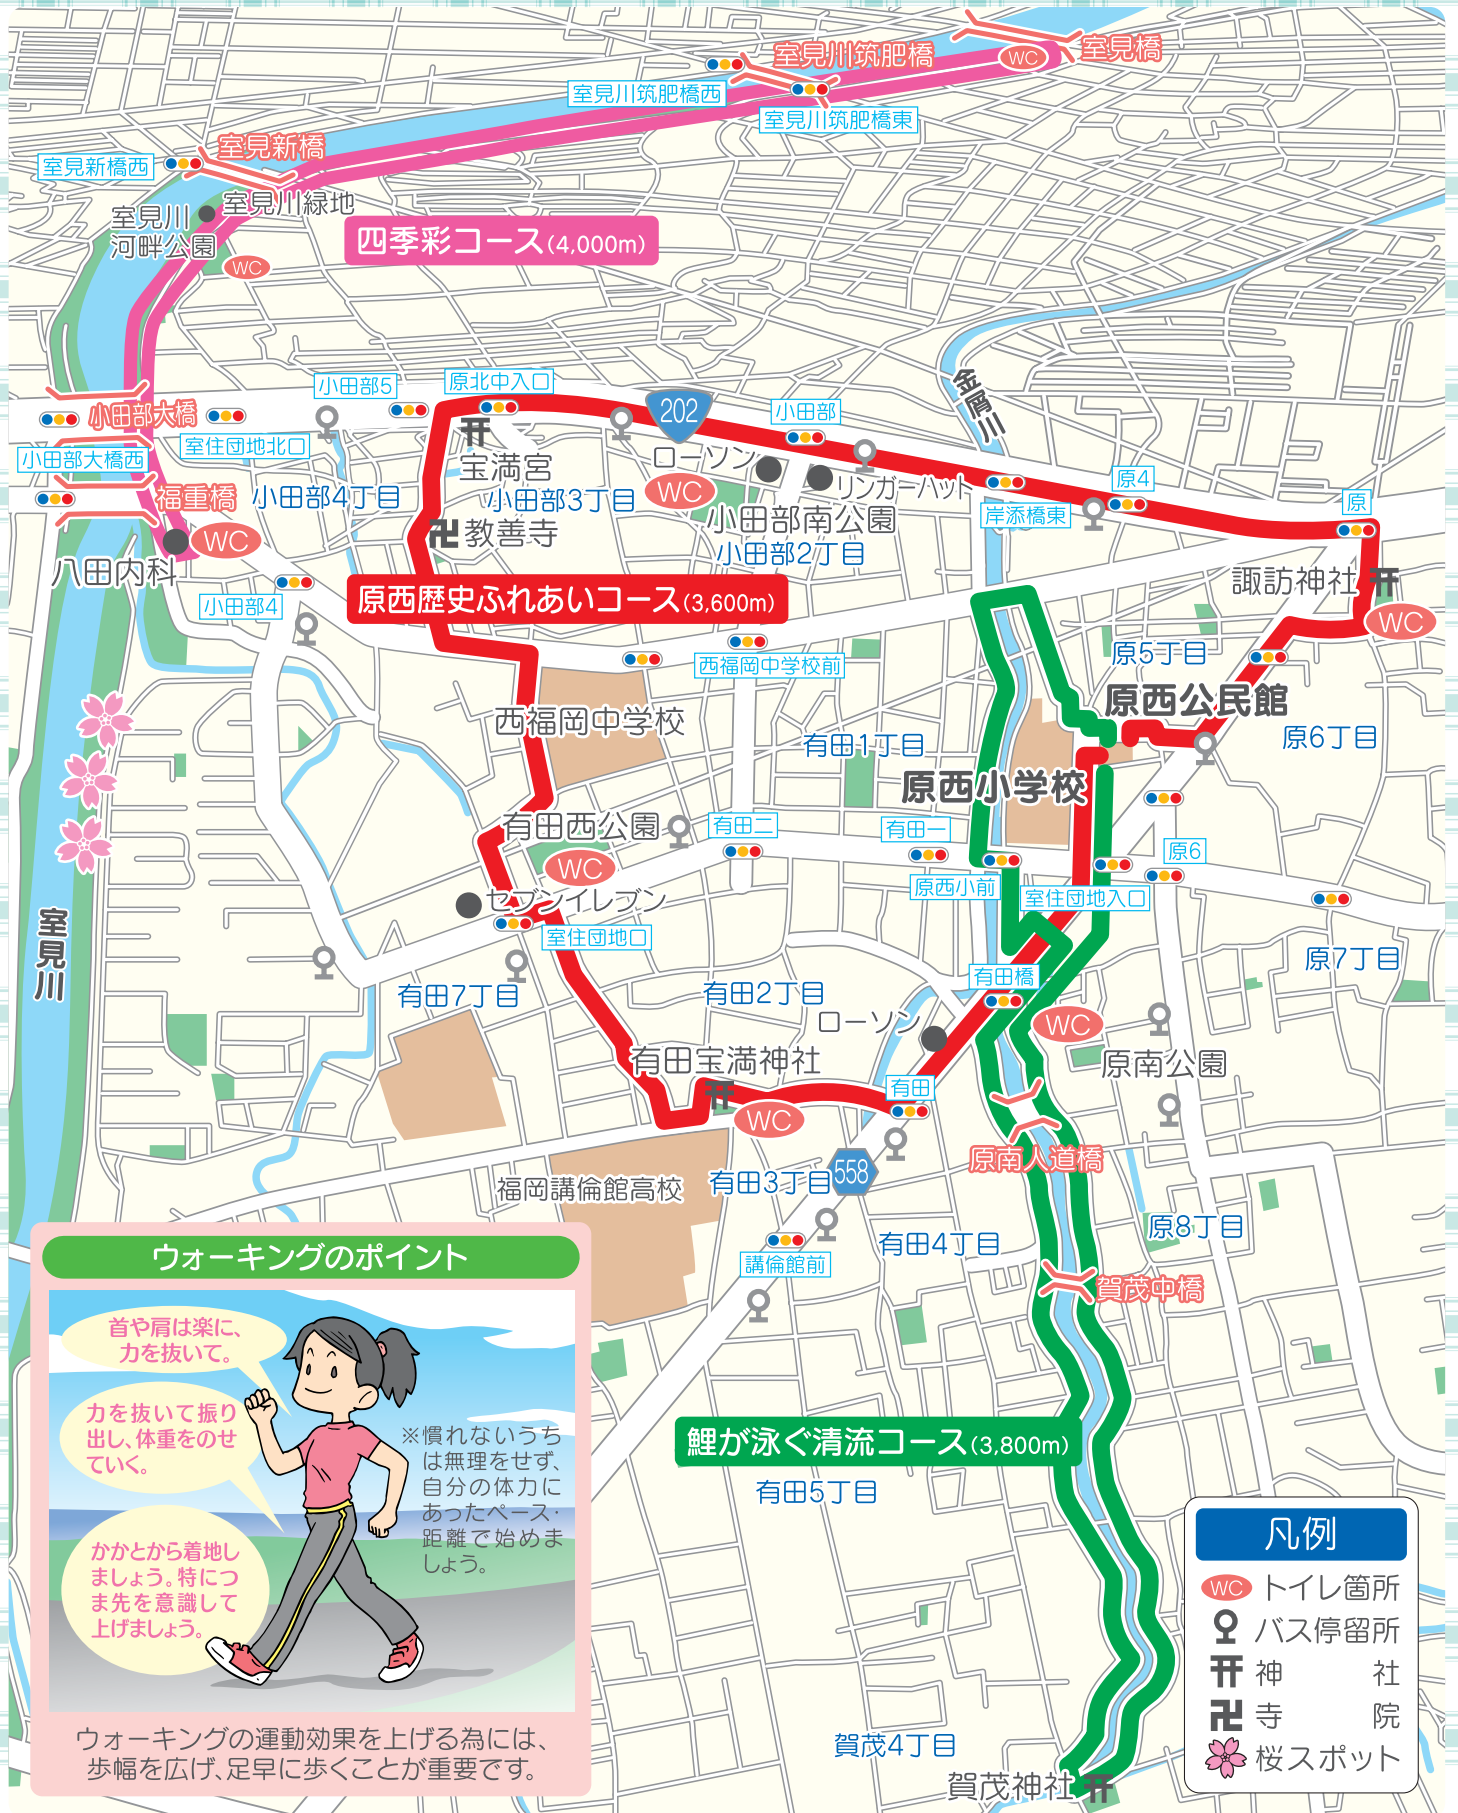 室見橋
WC
室見川筑肥橋
室見川筑肥橋西
室見川筑肥橋東
室見新橋
室見新橋西
室見川緑地
室見川
河畔公園
WC
四季彩コース(4,000m)
金屑川
小田部5
原北中入口
202
小田部
小田部大橋
室住団地北口
小田部大橋西
福重橋
小田部4丁目
宝満宮
小田部3丁目
ローソン
WC
リンガーハット
原4
原
岸添橋東
小田部南公園
小田部2丁目
教善寺
WC
八田内科
小田部4
諏訪神社
WC
原西歴史ふれあいコース(3,600m)
西福岡中学校前
原5丁目
原西公民館
原6丁目
西福岡中学校
有田1丁目
原西小学校
有田西公園
WC
有田二
有田一
原6
原西小前
室住団地入口
セブンイレブン
室住団地口
室見川
有田橋
原7丁目
有田7丁目
有田2丁目
ローソン
WC
有田宝満神社
原南公園
有田
WC
原南人道橋
福岡講倫館高校
有田3丁目
558
原8丁目
有田4丁目
講倫館前
賀茂中橋
鯉が泳ぐ清流コース(3,800m)
有田5丁目
賀茂4丁目
賀茂神社
ウォーキングのポイント
首や肩は楽に、
力を抜いて。
力を抜いて振り
出し、体重をのせ
ていく。
かかとから着地し
ましょう。特につ
ま先を意識して
上げましょう。
※慣れないうち
は無理をせず、
自分の体力に
あったペース・
距離で始めま
しょう。
ウォーキングの運動効果を上げる為には、
歩幅を広げ、足早に歩くことが重要です。
凡例
WC トイレ箇所
バス停留所
神社
寺院
桜スポット